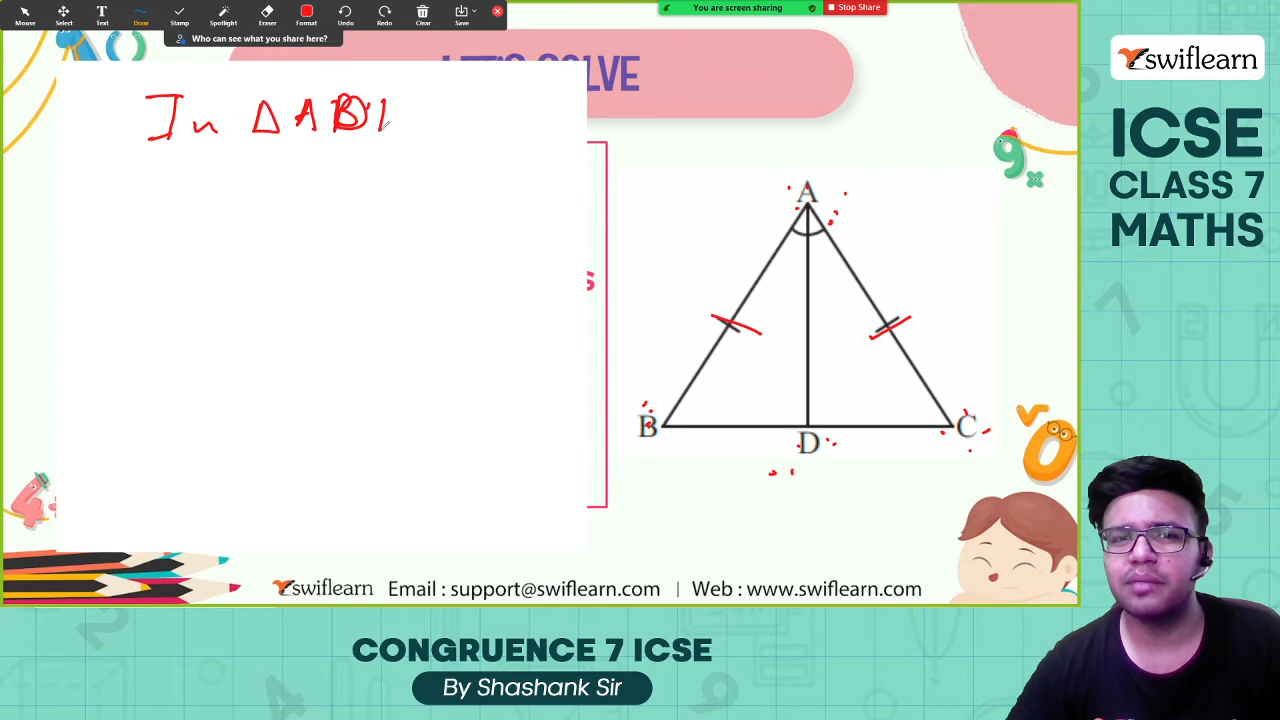 Mouse Select Text Draw Stamp Spotlight Eraser Format Undo Redo Clear Save
You are screen sharing Stop Share
Who can see what you share here?
SOLVE
In Δ ABD
s
A
B
D
C
swiflearn
ICSE
CLASS 7
MATHS
swiflearn Email : support@swiflearn.com | Web : www.swiflearn.com
CONGRUENCE 7 ICSE
By Shashank Sir